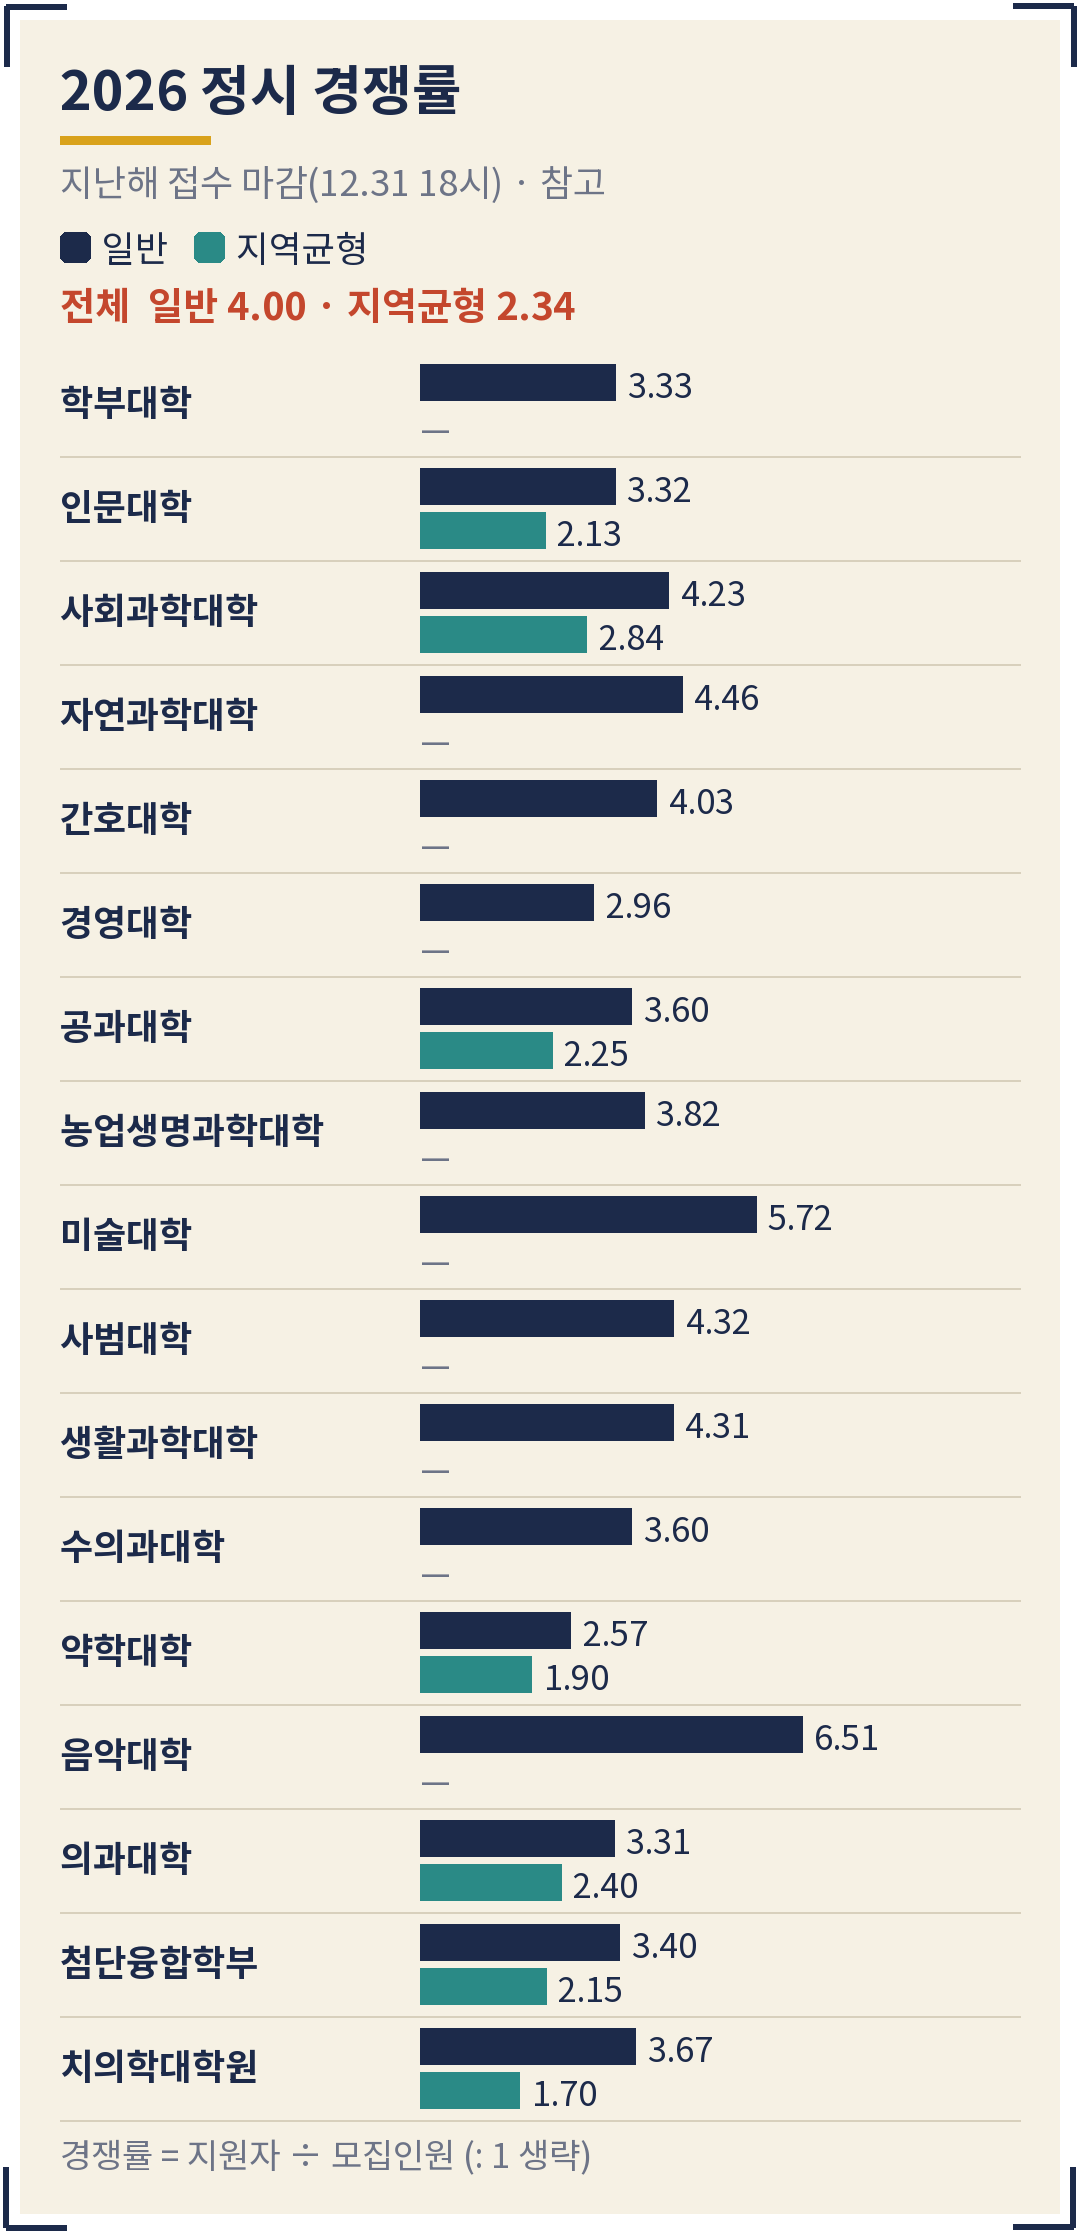 2026 정시 경쟁률
지난해 접수 마감(12.31 18시) · 참고
일반 지역균형
전체 일반 4.00 · 지역균형 2.34
학부대학 3.33
—
인문대학 3.32
2.13
사회과학대학 4.23
2.84
자연과학대학 4.46
—
간호대학 4.03
—
경영대학 2.96
—
공과대학 3.60
2.25
농업생명과학대학 3.82
—
미술대학 5.72
—
사범대학 4.32
—
생활과학대학 4.31
—
수의과대학 3.60
—
약학대학 2.57
1.90
음악대학 6.51
—
의과대학 3.31
2.40
첨단융합학부 3.40
2.15
치의학대학원 3.67
1.70
경쟁률 = 지원자 ÷ 모집인원 (: 1 생략)